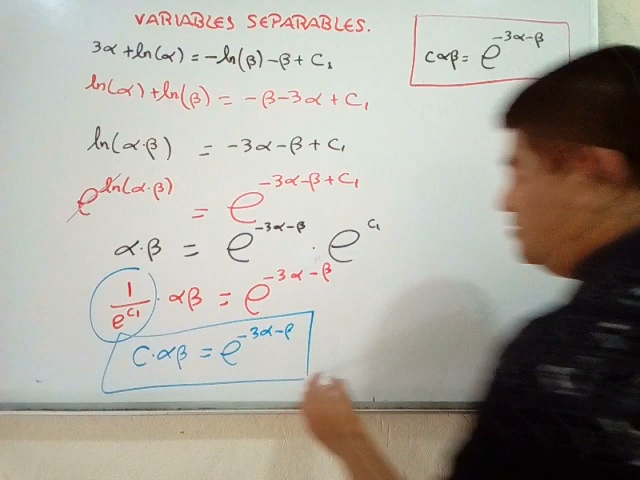 VARIABLES SEPARABLES.
3α + ln(α) = -ln(β) - β + C₁
ln(α) + ln(β) = -β - 3α + C₁
ln(α·β) = -3α - β + C₁
e^ln(α·β) = e^-3α-β+C₁
α·β = e^-3α-β · e^C₁
1/e^C₁ · αβ = e^-3α-β
C·αβ = e^-3α-β
cαβ = e^-3α-β